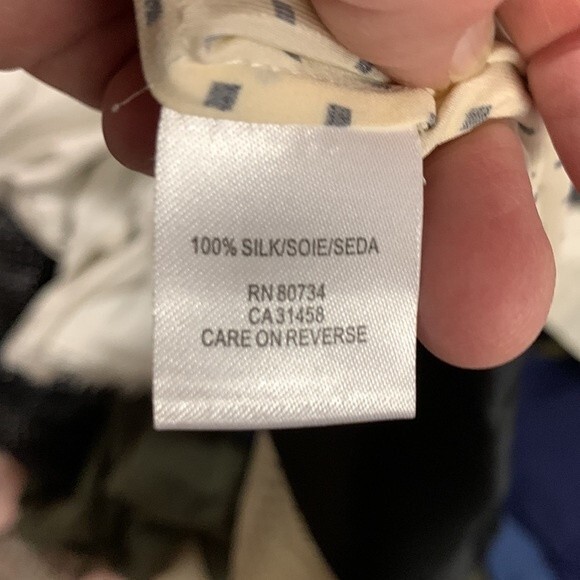 100% SILK/SOIE/SEDA
RN 80734
CA 31458
CARE ON REVERSE